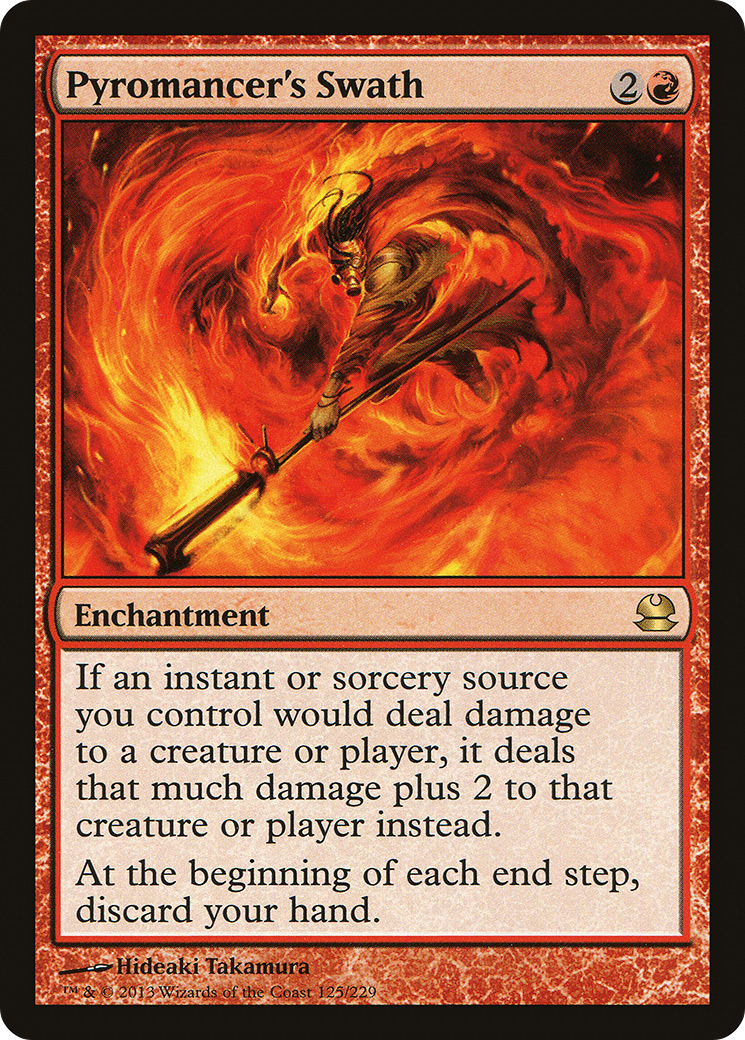 Pyromancer's Swath 2
Enchantment
If an instant or sorcery source
you control would deal damage
to a creature or player, it deals
that much damage plus 2 to that
creature or player instead.
At the beginning of each end step,
discard your hand.
Hideaki Takamura
™ & © 2013 Wizards of the Coast 125/229